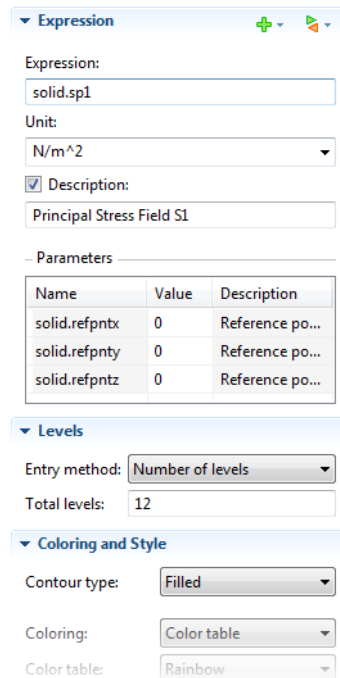 Expression
Expression:
solid.sp1
Unit:
N/m^2
Description:
Principal Stress Field S1
Parameters
Name Value Description
solid.refpntx 0 Reference po...
solid.refpnty 0 Reference po...
solid.refpntz 0 Reference po...
Levels
Entry method: Number of levels
Total levels: 12
Coloring and Style
Contour type: Filled
Coloring: Color table
Color table: Rainbow